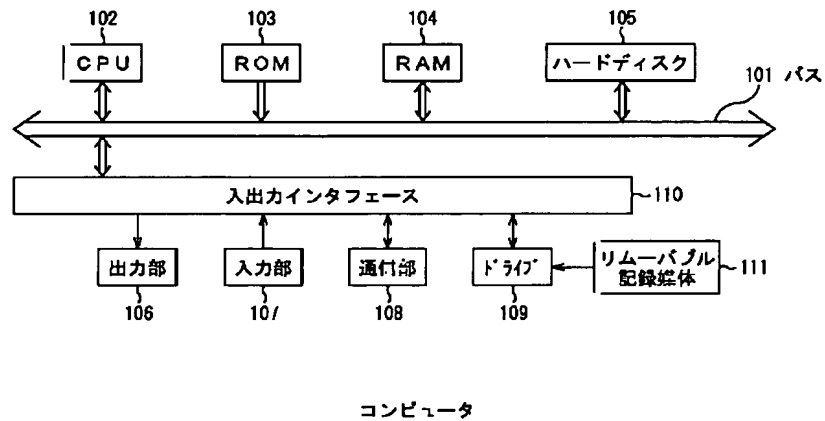 102
103
104
105
CPU
ROM
RAM
ハードディスク
101 バス
入出力インタフェース
110
出力部
入力部
通信部
ドライブ
リムーバブル
記録媒体
111
106
107
108
109
コンピュータ